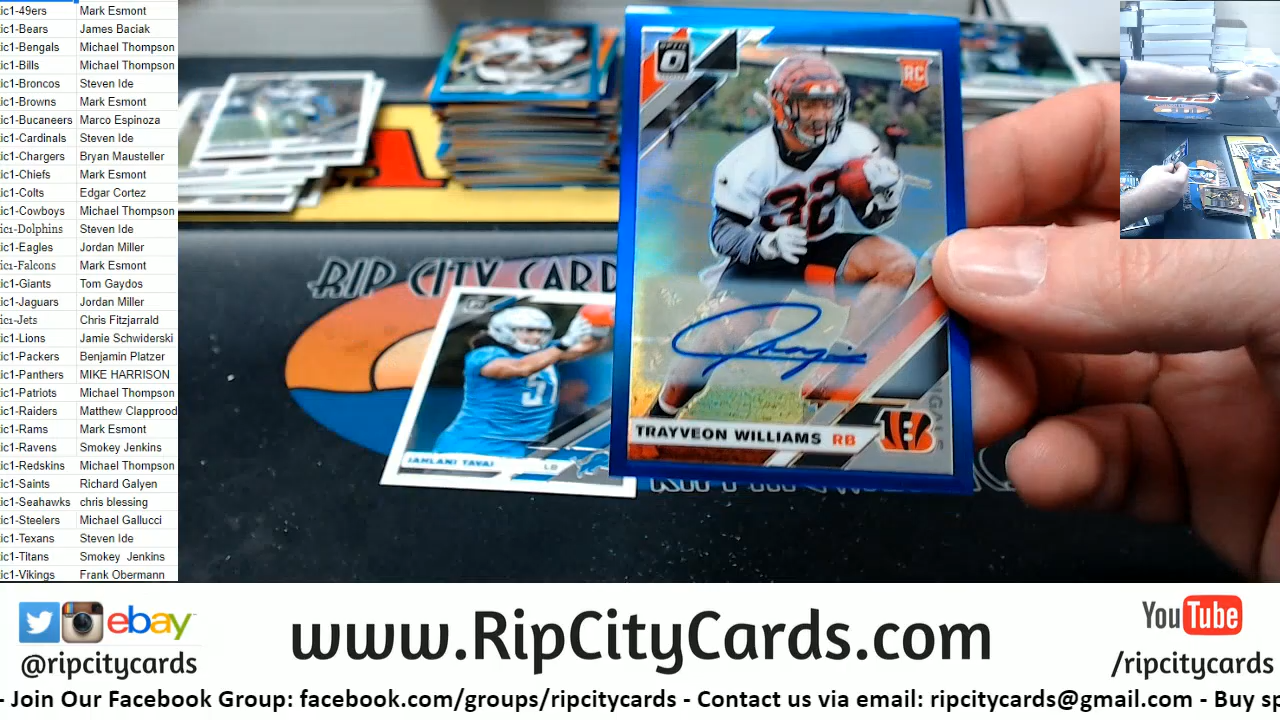 ic1-49ers Mark Esmont
ic1-Bears James Baciak
ic1-Bengals Michael Thompson
ic1-Bills Michael Thompson
ic1-Broncos Steven Ide
ic1-Browns Mark Esmont
ic1-Bucaneers Marco Espinoza
ic1-Cardinals Steven Ide
ic1-Chargers Bryan Mausteller
ic1-Chiefs Mark Esmont
ic1-Colts Edgar Cortez
ic1-Cowboys Michael Thompson
ic1-Dolphins Steven Ide
ic1-Eagles Jordan Miller
ic1-Falcons Mark Esmont
ic1-Giants Tom Gaydos
ic1-Jaguars Jordan Miller
ic1-Jets Chris Fitzjarrald
ic1-Lions Jamie Schwiderski
ic1-Packers Benjamin Platzer
ic1-Panthers MIKE HARRISON
ic1-Patriots Michael Thompson
ic1-Raiders Matthew Clapprood
ic1-Rams Mark Esmont
ic1-Ravens Smokey Jenkins
ic1-Redskins Michael Thompson
ic1-Saints Richard Galyen
ic1-Seahawks chris blessing
ic1-Steelers Michael Gallucci
ic1-Texans Steven Ide
ic1-Titans Smokey Jenkins
ic1-Vikings Frank Obermann
OPTIC
RC
32
TRAYVEON WILLIAMS RB
RIP CITY CARD
51
JAHLANI TAVAI LB
ebay
@ripcitycards
www.RipCityCards.com
YouTube
/ripcitycards
- Join Our Facebook Group: facebook.com/groups/ripcitycards - Contact us via email: ripcitycards@gmail.com - Buy sp